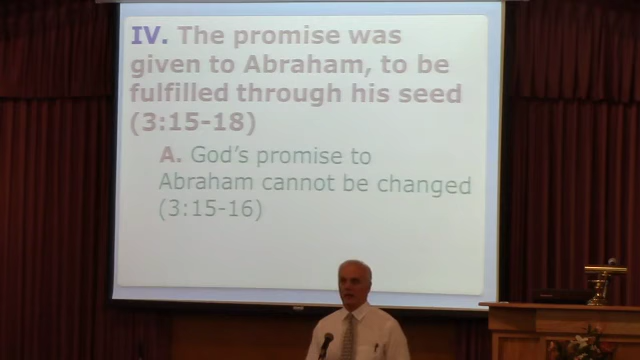 IV. The promise was
given to Abraham, to be
fulfilled through his seed
(3:15-18)
A. God's promise to
Abraham cannot be changed
(3:15-16)